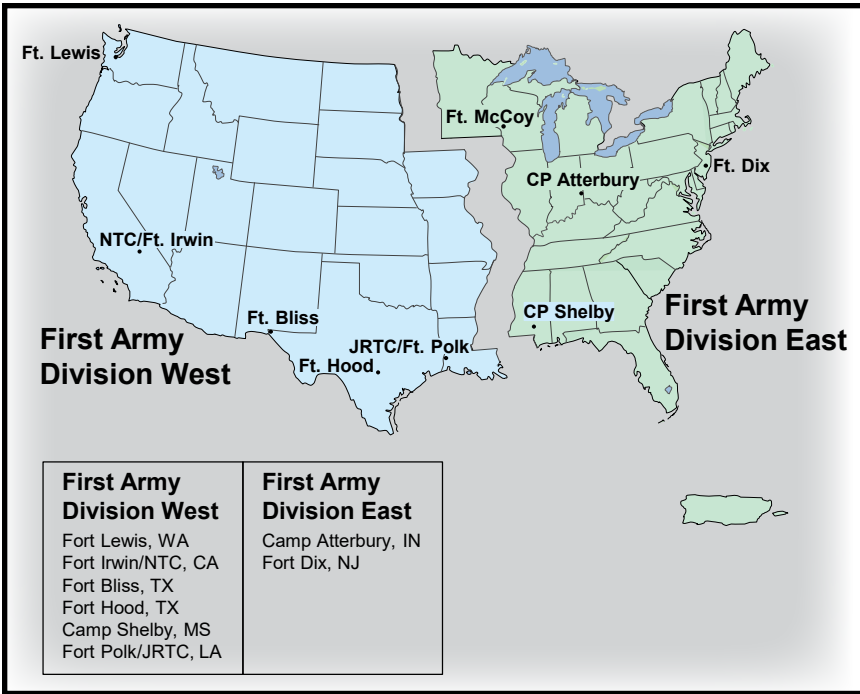 Ft. Lewis
Ft. McCoy
Ft. Dix
CP Atterbury
NTC/Ft. Irwin
Ft. Bliss
CP Shelby
First Army
Division East
First Army
Division West
JRTC/Ft. Polk
Ft. Hood
First Army
Division West
Fort Lewis, WA
Fort Irwin/NTC, CA
Fort Bliss, TX
Fort Hood, TX
Camp Shelby, MS
Fort Polk/JRTC, LA
First Army
Division East
Camp Atterbury, IN
Fort Dix, NJ